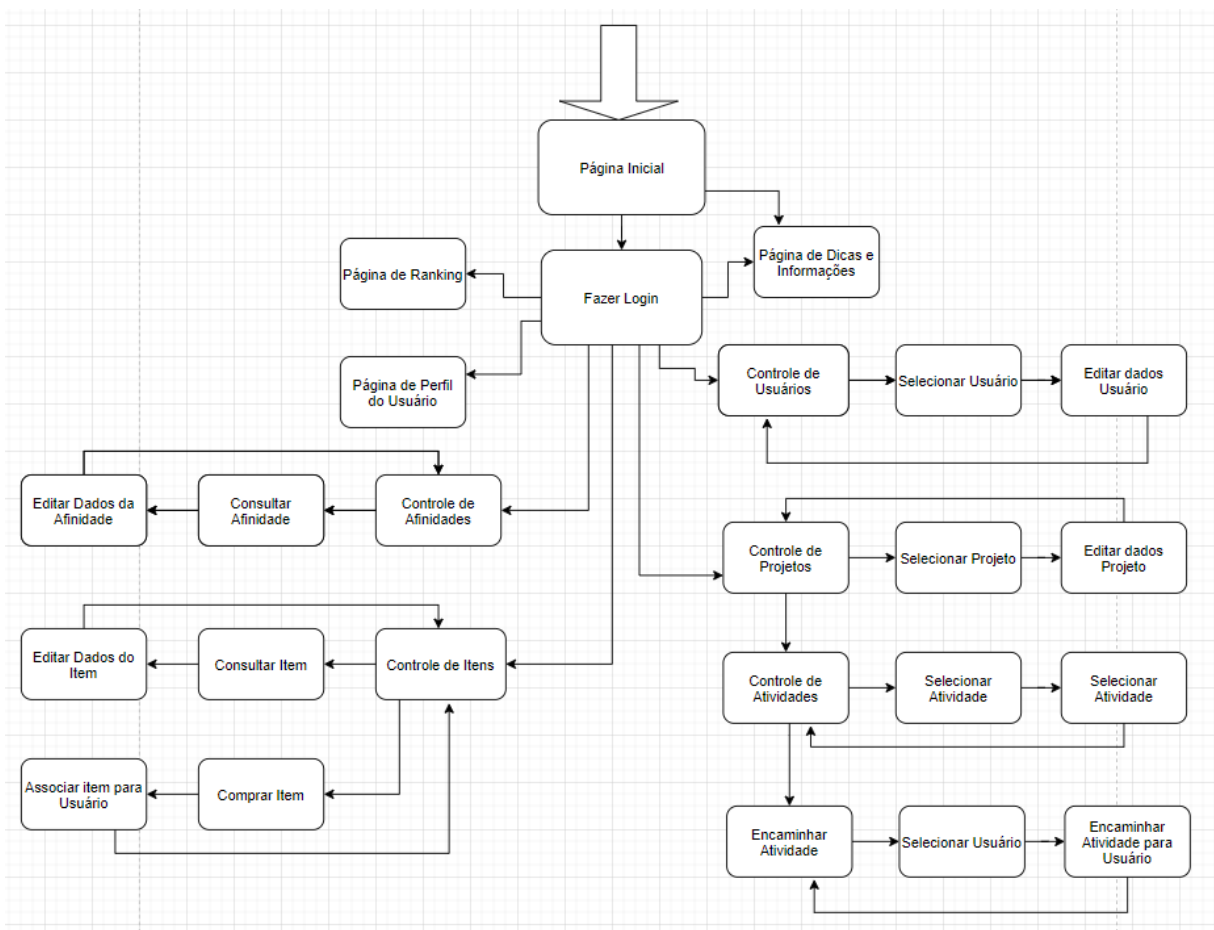 Página Inicial
Página de Dicas e
Informações
Página de Ranking
Fazer Login
Página de Perfil
do Usuário
Controle de
Usuários
Selecionar Usuário
Editar dados
Usuário
Editar Dados da
Afinidade
Consultar
Afinidade
Controle de
Afinidades
Controle de
Projetos
Selecionar Projeto
Editar dados
Projeto
Editar Dados do
Item
Consultar Item
Controle de Itens
Controle de
Atividades
Selecionar
Atividade
Selecionar
Atividade
Associar item para
Usuário
Comprar Item
Encaminhar
Atividade
Selecionar Usuário
Encaminhar
Atividade para
Usuário